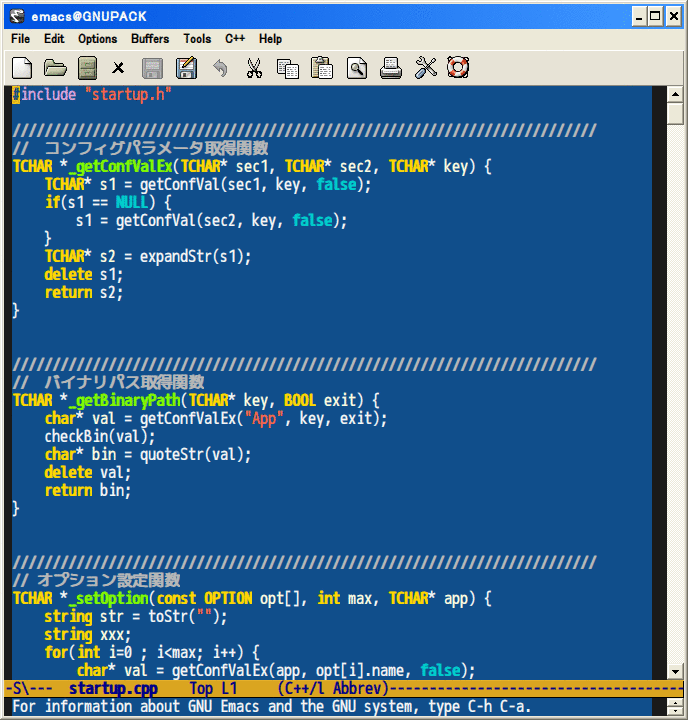 emacs@GNUPACK
File Edit Options Buffers Tools C++ Help
#include "startup.h"
/////////////////////////////////////////////////////////////////////////
//  コンフィグパラメータ取得関数
TCHAR *_getConfValEx(TCHAR* sec1, TCHAR* sec2, TCHAR* key) {
    TCHAR* s1 = getConfVal(sec1, key, false);
    if(s1 == NULL) {
        s1 = getConfVal(sec2, key, false);
    }
    TCHAR* s2 = expandStr(s1);
    delete s1;
    return s2;
}
/////////////////////////////////////////////////////////////////////////
//  バイナリパス取得関数
TCHAR *_getBinaryPath(TCHAR* key, BOOL exit) {
    char* val = getConfValEx("App", key, exit);
    checkBin(val);
    char* bin = quoteStr(val);
    delete val;
    return bin;
}
/////////////////////////////////////////////////////////////////////////
// オプション設定関数
TCHAR *_setOption(const OPTION opt[], int max, TCHAR* app) {
    string str = toStr("");
    string xxx;
    for(int i=0 ; i<max; i++) {
        char* val = getConfValEx(app, opt[i].name, false);
-S\---  startup.cpp    Top L1     (C++/l Abbrev)-------------------------------------
For information about GNU Emacs and the GNU system, type C-h C-a.